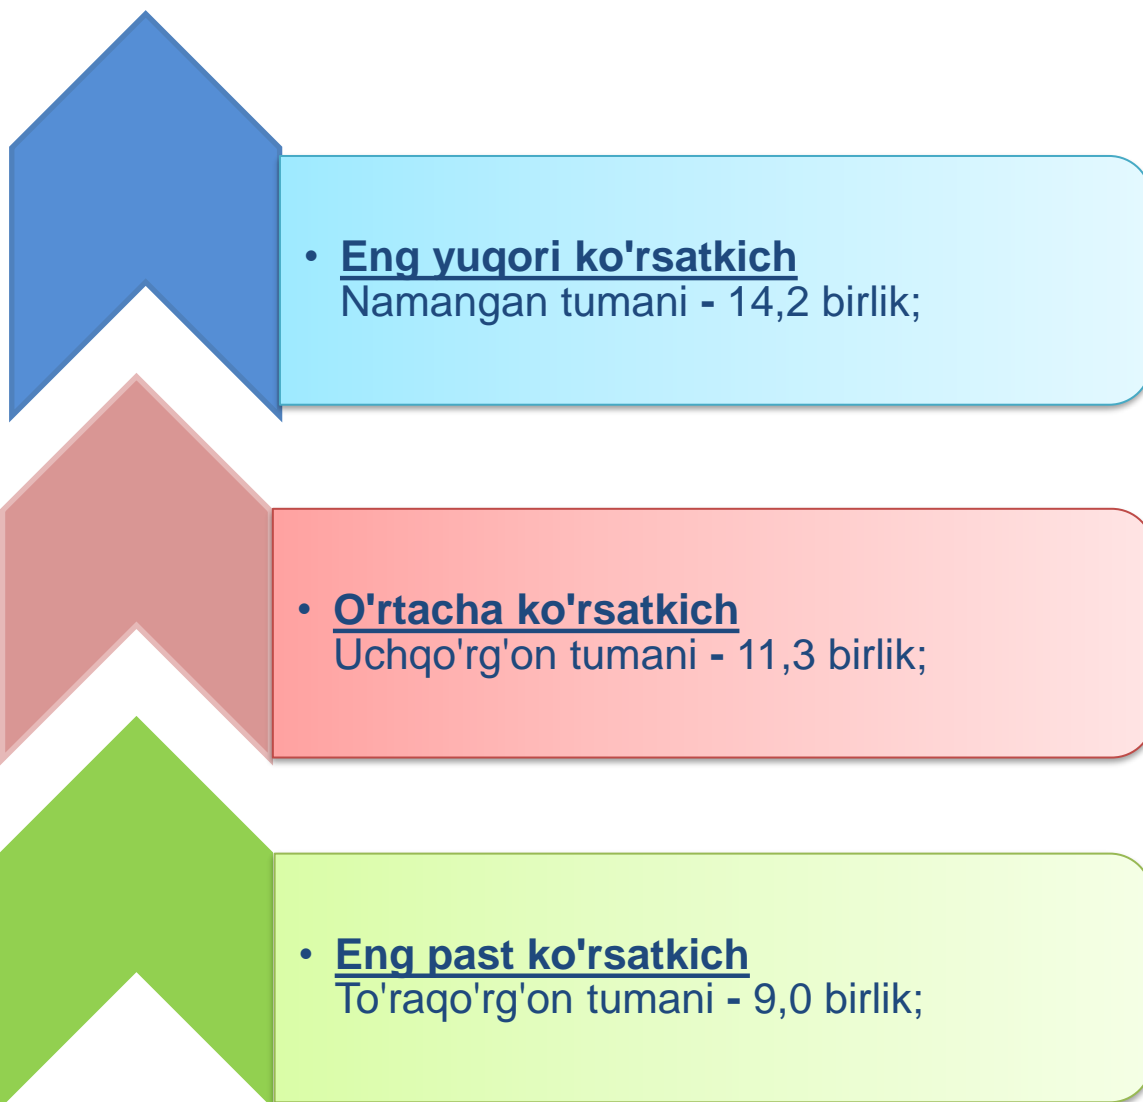 • Eng yuqori ko'rsatkich
Namangan tumani - 14,2 birlik;
• O'rtacha ko'rsatkich
Uchqo'rg'on tumani - 11,3 birlik;
• Eng past ko'rsatkich
To'raqo'rg'on tumani - 9,0 birlik;